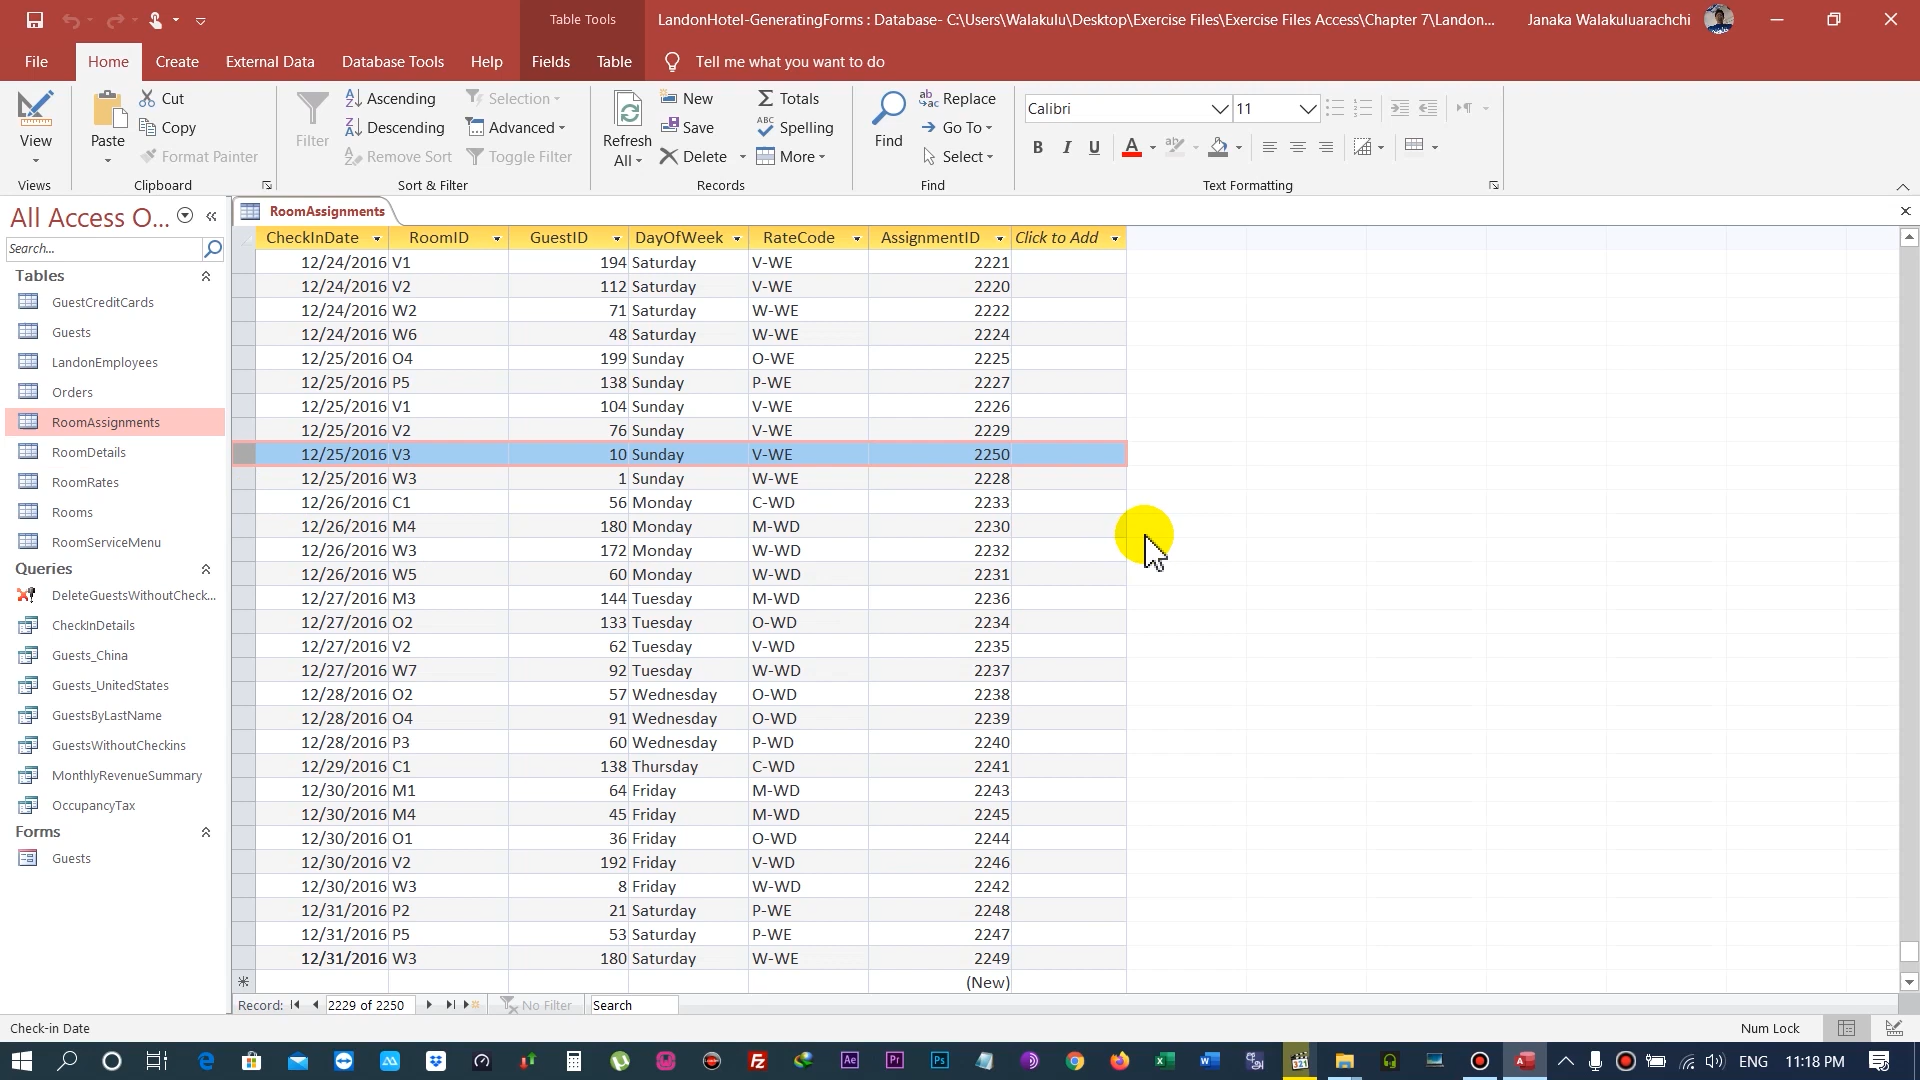 Table Tools
LandonHotel-GeneratingForms : Database- C:\Users\Walakulu\Desktop\Exercise Files\Exercise Files Access\Chapter 7\Landon...
Janaka Walakuluarachchi
File Home Create External Data Database Tools Help Fields Table Tell me what you want to do
View
Views
Paste
Cut
Copy
Format Painter
Clipboard
Filter
Ascending
Descending
Remove Sort
Selection
Advanced
Toggle Filter
Sort & Filter
Refresh
All
New
Save
Delete
Totals
Spelling
More
Records
Find
Replace
Go To
Select
Find
Calibri 11
B I U A
Text Formatting
All Access O...
Search...
Tables
GuestCreditCards
Guests
LandonEmployees
Orders
RoomAssignments
RoomDetails
RoomRates
Rooms
RoomServiceMenu
Queries
DeleteGuestsWithoutCheck...
CheckInDetails
Guests_China
Guests_UnitedStates
GuestsByLastName
GuestsWithoutCheckins
MonthlyRevenueSummary
OccupancyTax
Forms
Guests
RoomAssignments
CheckInDate RoomID GuestID DayOfWeek RateCode AssignmentID Click to Add
12/24/2016 V1 194 Saturday V-WE 2221
12/24/2016 V2 112 Saturday V-WE 2220
12/24/2016 W2 71 Saturday W-WE 2222
12/24/2016 W6 48 Saturday W-WE 2224
12/25/2016 O4 199 Sunday O-WE 2225
12/25/2016 P5 138 Sunday P-WE 2227
12/25/2016 V1 104 Sunday V-WE 2226
12/25/2016 V2 76 Sunday V-WE 2229
12/25/2016 V3 10 Sunday V-WE 2250
12/25/2016 W3 1 Sunday W-WE 2228
12/26/2016 C1 56 Monday C-WD 2233
12/26/2016 M4 180 Monday M-WD 2230
12/26/2016 W3 172 Monday W-WD 2232
12/26/2016 W5 60 Monday W-WD 2231
12/27/2016 M3 144 Tuesday M-WD 2236
12/27/2016 O2 133 Tuesday O-WD 2234
12/27/2016 V2 62 Tuesday V-WD 2235
12/27/2016 W7 92 Tuesday W-WD 2237
12/28/2016 O2 57 Wednesday O-WD 2238
12/28/2016 O4 91 Wednesday O-WD 2239
12/28/2016 P3 60 Wednesday P-WD 2240
12/29/2016 C1 138 Thursday C-WD 2241
12/30/2016 M1 64 Friday M-WD 2243
12/30/2016 M4 45 Friday M-WD 2245
12/30/2016 O1 36 Friday O-WD 2244
12/30/2016 V2 192 Friday V-WD 2246
12/30/2016 W3 8 Friday W-WD 2242
12/31/2016 P2 21 Saturday P-WE 2248
12/31/2016 P5 53 Saturday P-WE 2247
12/31/2016 W3 180 Saturday W-WE 2249
(New)
Record: 2229 of 2250 No Filter Search
Check-in Date
Num Lock
ENG 11:18 PM